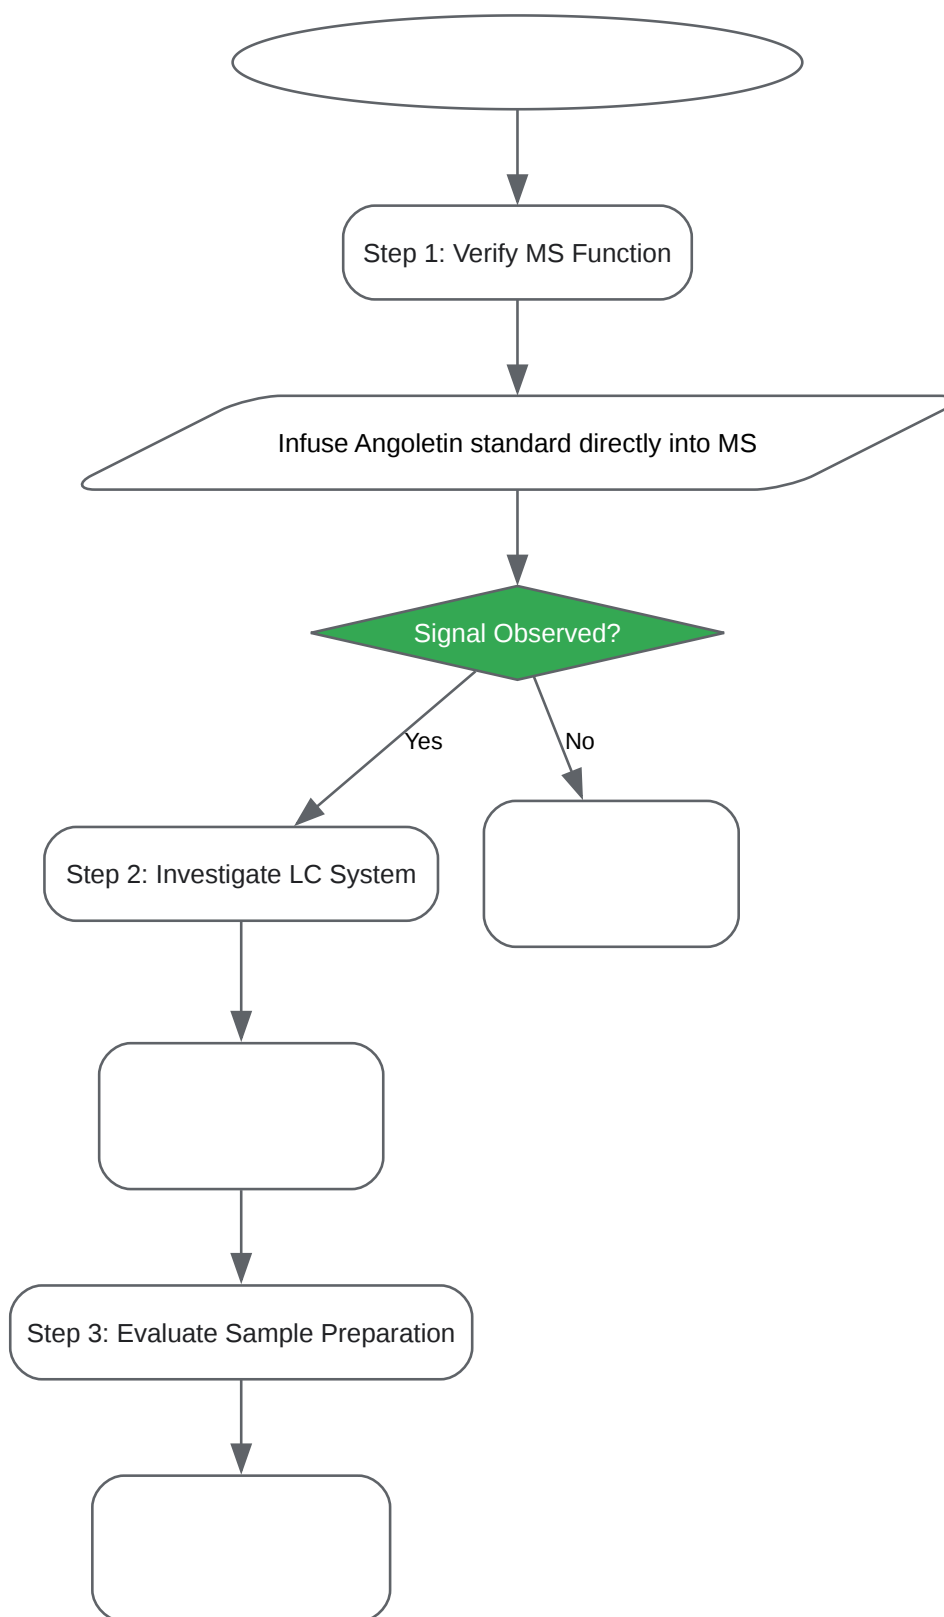 Step 1: Verify MS Function
Infuse Angoletin standard directly into MS
Signal Observed?
Yes
No
Step 2: Investigate LC System
Step 3: Evaluate Sample Preparation